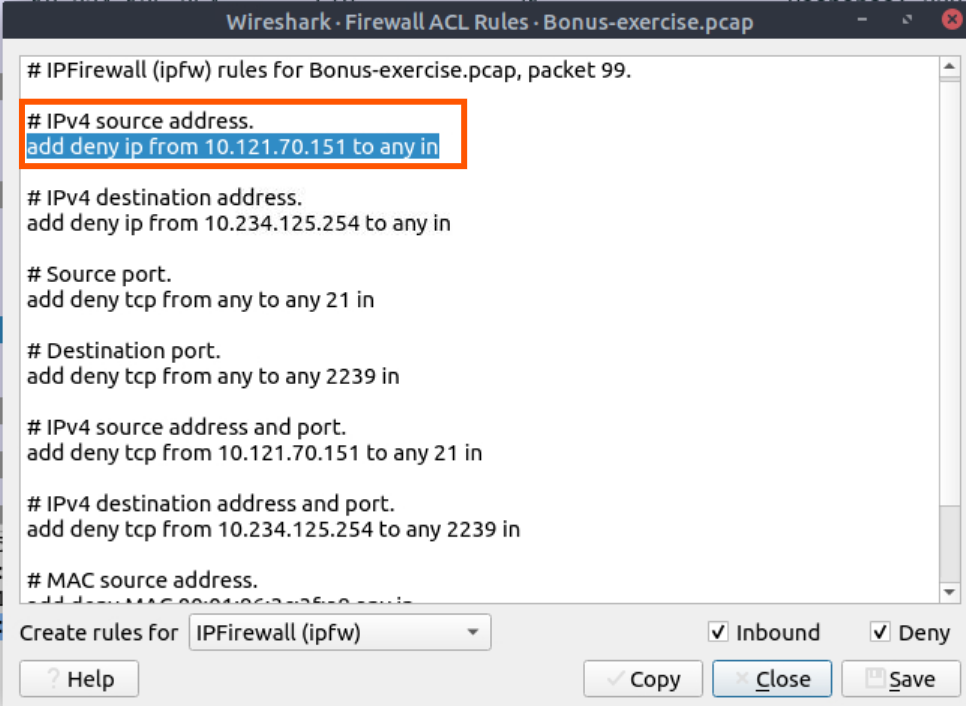 Wireshark · Firewall ACL Rules · Bonus-exercise.pcap
# IPFirewall (ipfw) rules for Bonus-exercise.pcap, packet 99.
# IPv4 source address.
add deny ip from 10.121.70.151 to any in
# IPv4 destination address.
add deny ip from 10.234.125.254 to any in
# Source port.
add deny tcp from any to any 21 in
# Destination port.
add deny tcp from any to any 2239 in
# IPv4 source address and port.
add deny tcp from 10.121.70.151 to any 21 in
# IPv4 destination address and port.
add deny tcp from 10.234.125.254 to any 2239 in
# MAC source address.
add deny MAC
Create rules for IPFirewall (ipfw) Inbound Deny
? Help Copy Close Save